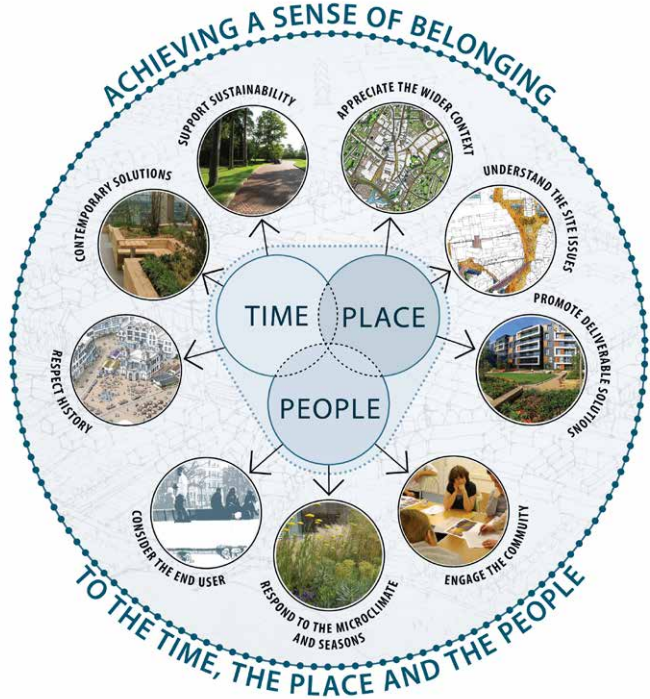 ACHIEVING A SENSE OF BELONGING
SUPPORT SUSTAINABILITY
APPRECIATE THE WIDER CONTEXT
CONTEMPORARY SOLUTIONS
UNDERSTAND THE SITE ISSUES
TIME
PLACE
PROMOTE DELIVERABLE SOLUTIONS
RESPECT HISTORY
PEOPLE
CONSIDER THE END USER
RESPOND TO THE MICROCLIMATE
AND SEASONS
ENGAGE THE COMMUITY
TO THE TIME, THE PLACE AND THE PEOPLE